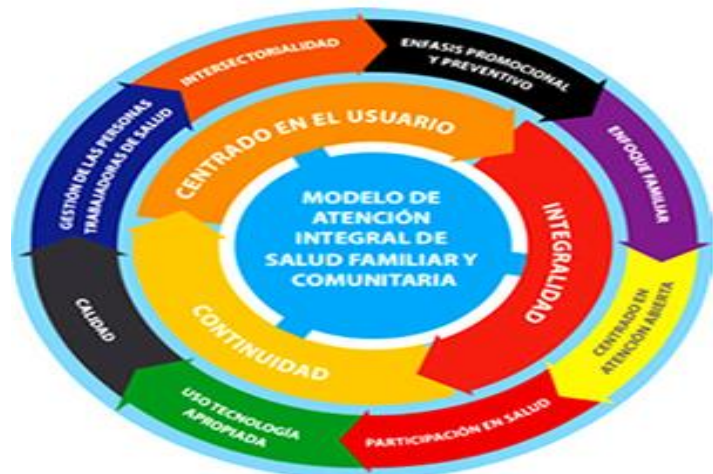 MODELO DE
ATENCIÓN
INTEGRAL DE
SALUD FAMILIAR Y
COMUNITARIA
CENTRADO EN EL USUARIO
INTEGRALIDAD
CONTINUIDAD
INTERSECTORIALIDAD
ENFASIS PROMOCIONAL
Y PREVENTIVO
ENFOQUE FAMILIAR
CENTRADO EN
ATENCIÓN ABIERTA
PARTICIPACIÓN EN SALUD
USO TECNOLOGÍA
APROPIADA
CALIDAD
GESTIÓN DE LAS PERSONAS
TRABAJADORAS DE SALUD